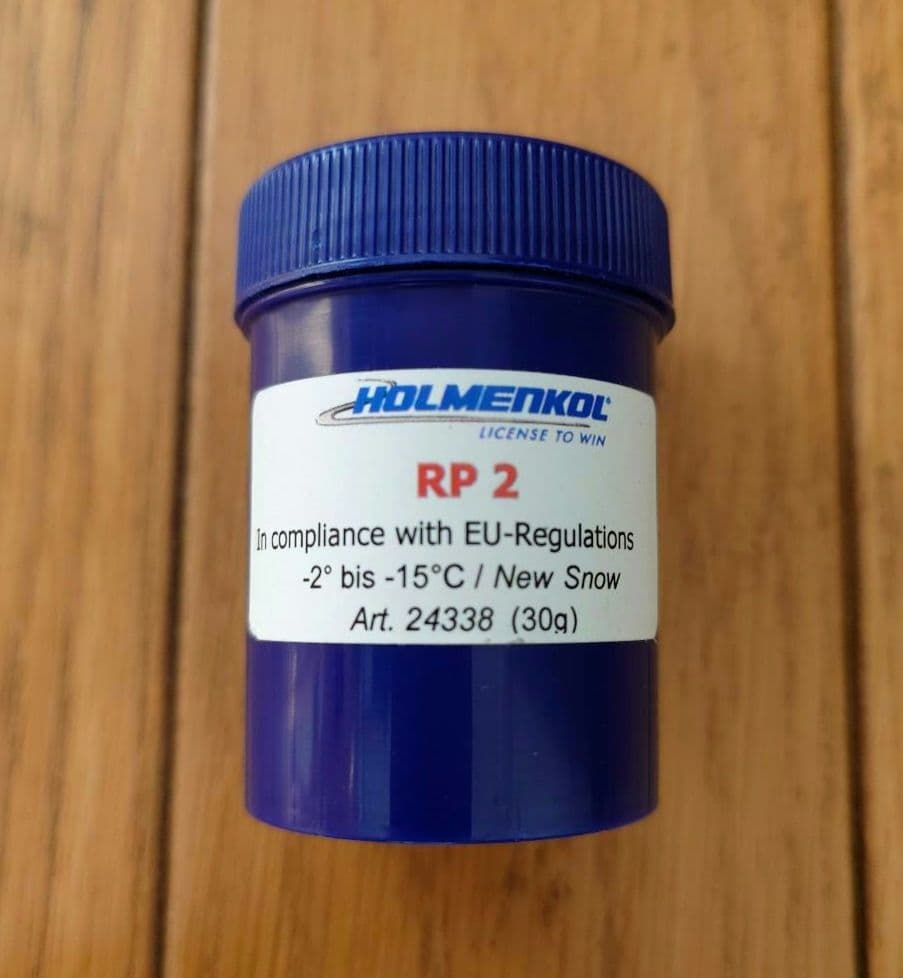 HOLMENKOL®
LICENSE TO WIN
RP 2
In compliance with EU-Regulations
-2° bis -15°C / New Snow
Art. 24338 (30g)